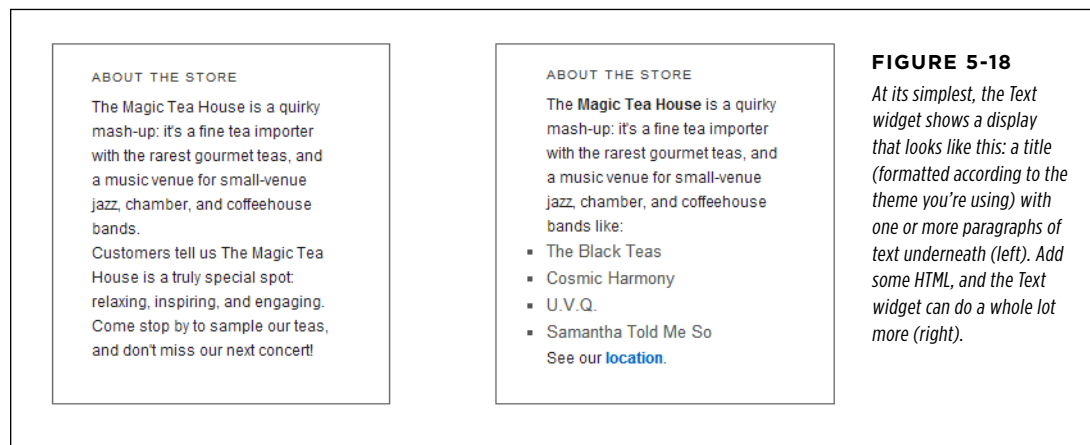 ABOUT THE STORE
The Magic Tea House is a quirky
mash-up: it's a fine tea importer
with the rarest gourmet teas, and
a music venue for small-venue
jazz, chamber, and coffeehouse
bands.
Customers tell us The Magic Tea
House is a truly special spot:
relaxing, inspiring, and engaging.
Come stop by to sample our teas,
and don't miss our next concert!
ABOUT THE STORE
The Magic Tea House is a quirky
mash-up: it's a fine tea importer
with the rarest gourmet teas, and
a music venue for small-venue
jazz, chamber, and coffeehouse
bands like:
▪ The Black Teas
▪ Cosmic Harmony
▪ U.V.Q.
▪ Samantha Told Me So
See our location.
FIGURE 5-18
At its simplest, the Text
widget shows a display
that looks like this: a title
(formatted according to the
theme you're using) with
one or more paragraphs of
text underneath (left). Add
some HTML, and the Text
widget can do a whole lot
more (right).